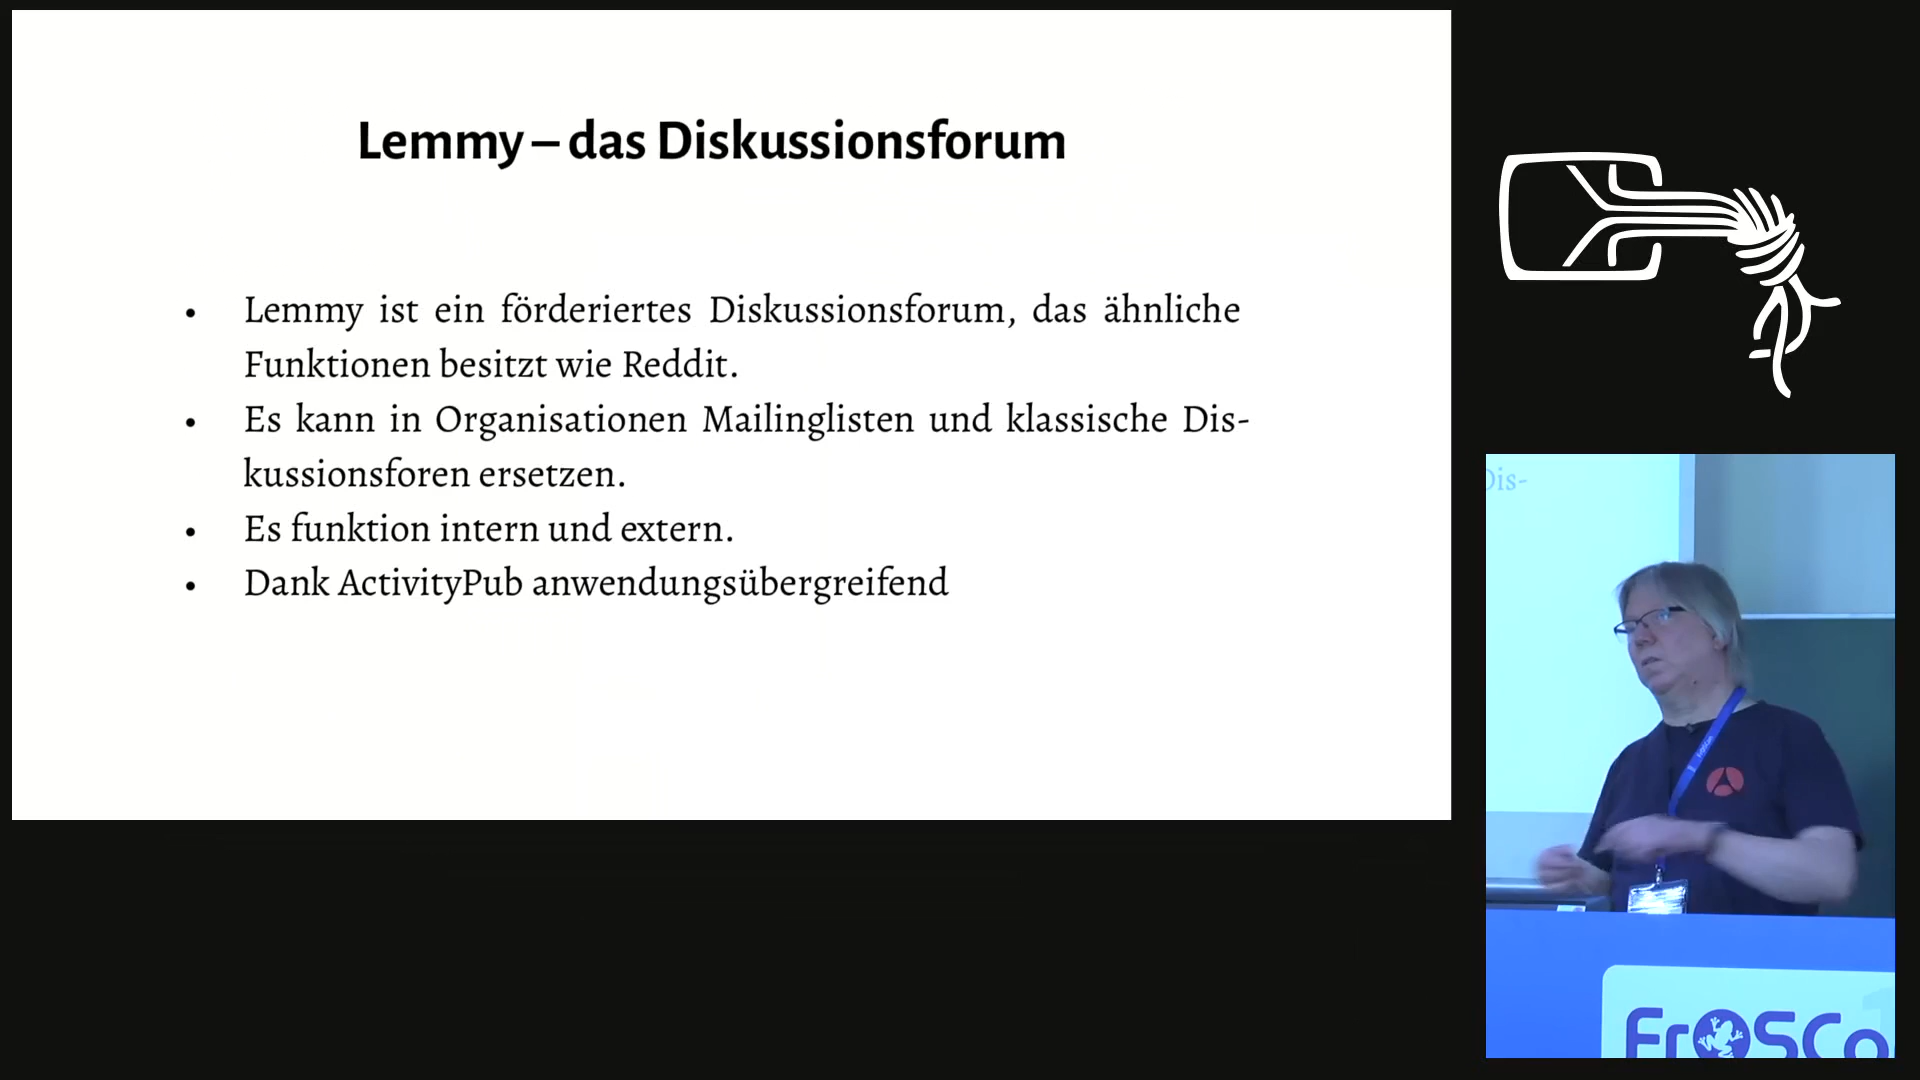 Lemmy – das Diskussionsforum
• Lemmy ist ein förderiertes Diskussionsforum, das ähnliche
Funktionen besitzt wie Reddit.
• Es kann in Organisationen Mailinglisten und klassische Dis-
kussionsforen ersetzen.
• Es funktion intern und extern.
• Dank ActivityPub anwendungsübergreifend
Dis-
FrOSCo